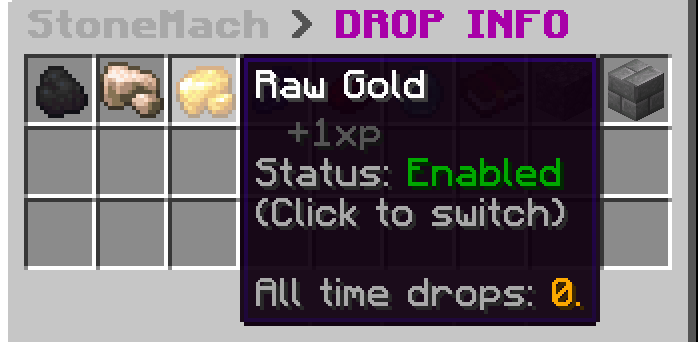 StoneMach > DROP INFO
Raw Gold
+1xp
Status: Enabled
(Click to switch)
All time drops: 0.